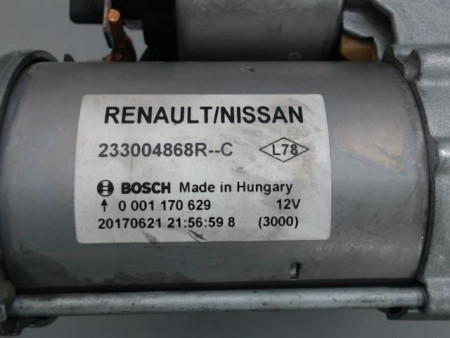 RENAULT/NISSAN
233004868R--C L78
BOSCH Made in Hungary
↑ 0 001 170 629 12V
20170621 21:56:59 8 (3000)